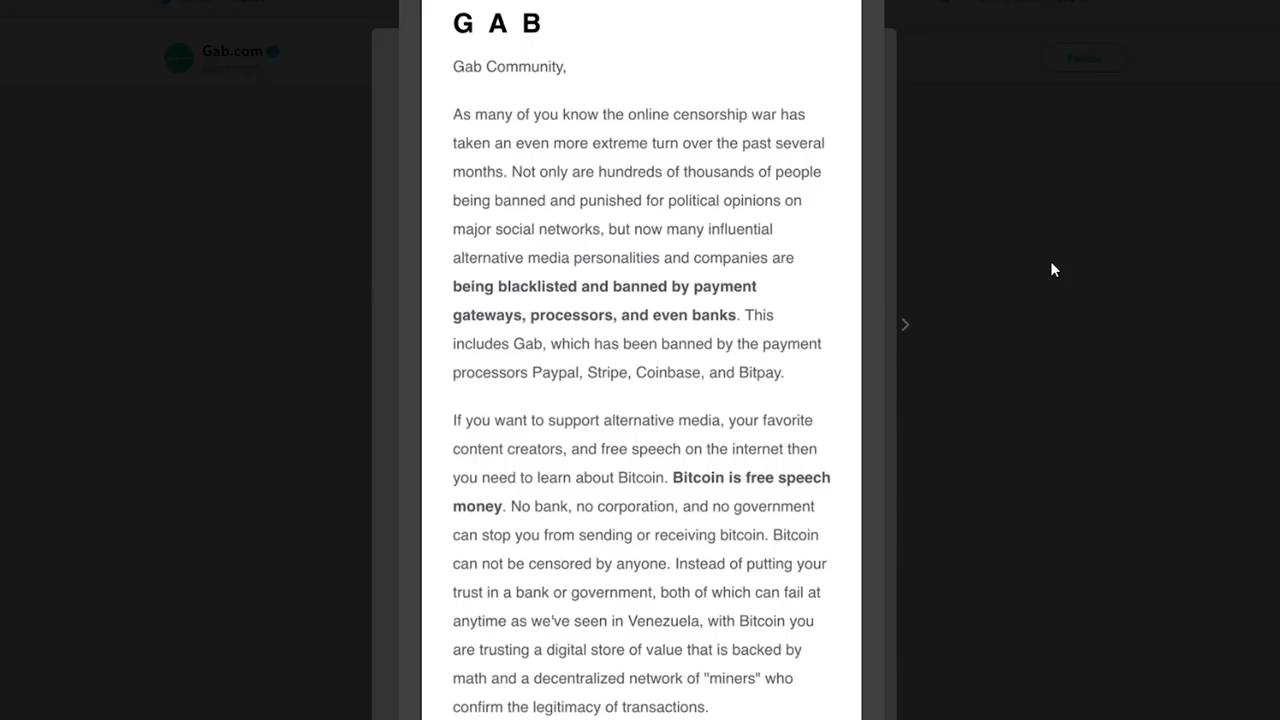 G A B
Gab.com
Gab Community,
As many of you know the online censorship war has
taken an even more extreme turn over the past several
months. Not only are hundreds of thousands of people
being banned and punished for political opinions on
major social networks, but now many influential
alternative media personalities and companies are
being blacklisted and banned by payment
gateways, processors, and even banks. This
includes Gab, which has been banned by the payment
processors Paypal, Stripe, Coinbase, and Bitpay.
If you want to support alternative media, your favorite
content creators, and free speech on the internet then
you need to learn about Bitcoin. Bitcoin is free speech
money. No bank, no corporation, and no government
can stop you from sending or receiving bitcoin. Bitcoin
can not be censored by anyone. Instead of putting your
trust in a bank or government, both of which can fail at
anytime as we've seen in Venezuela, with Bitcoin you
are trusting a digital store of value that is backed by
math and a decentralized network of "miners" who
confirm the legitimacy of transactions.